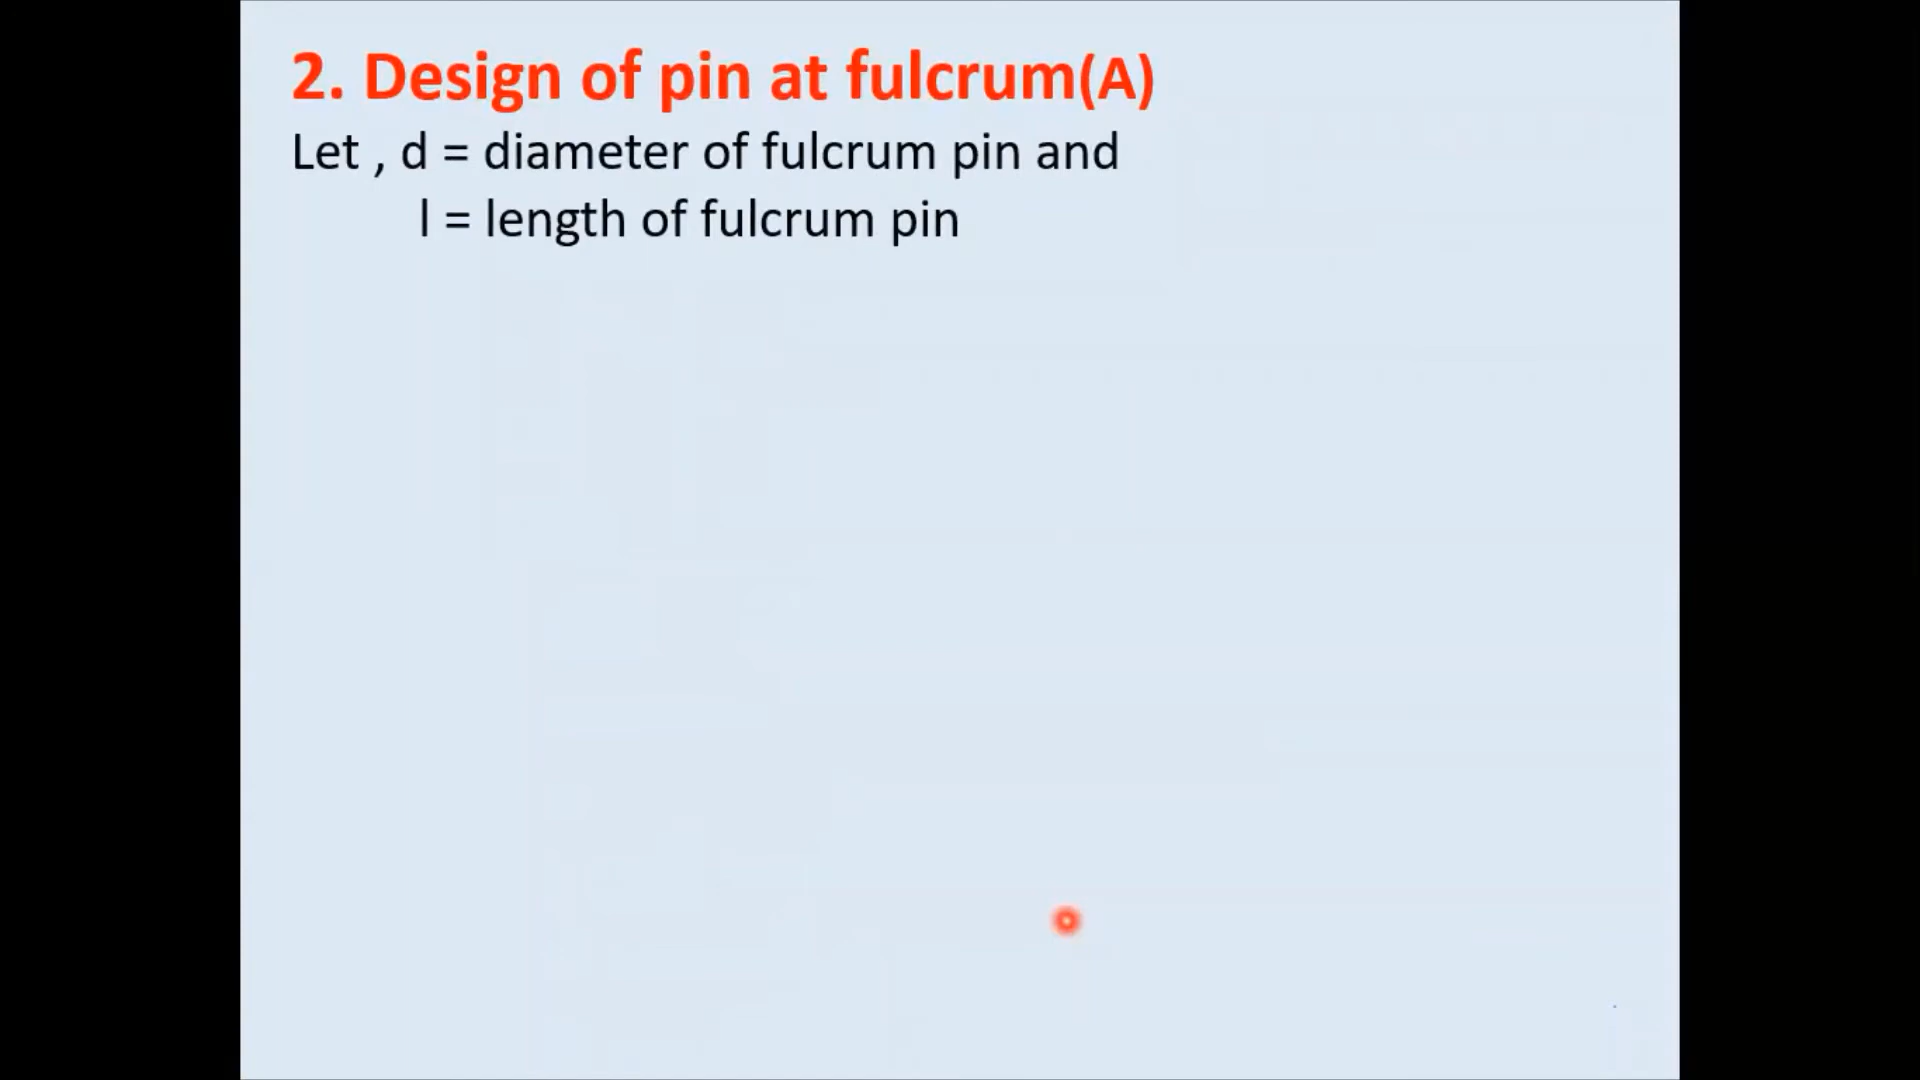 2. Design of pin at fulcrum(A)
Let , d = diameter of fulcrum pin and
l = length of fulcrum pin